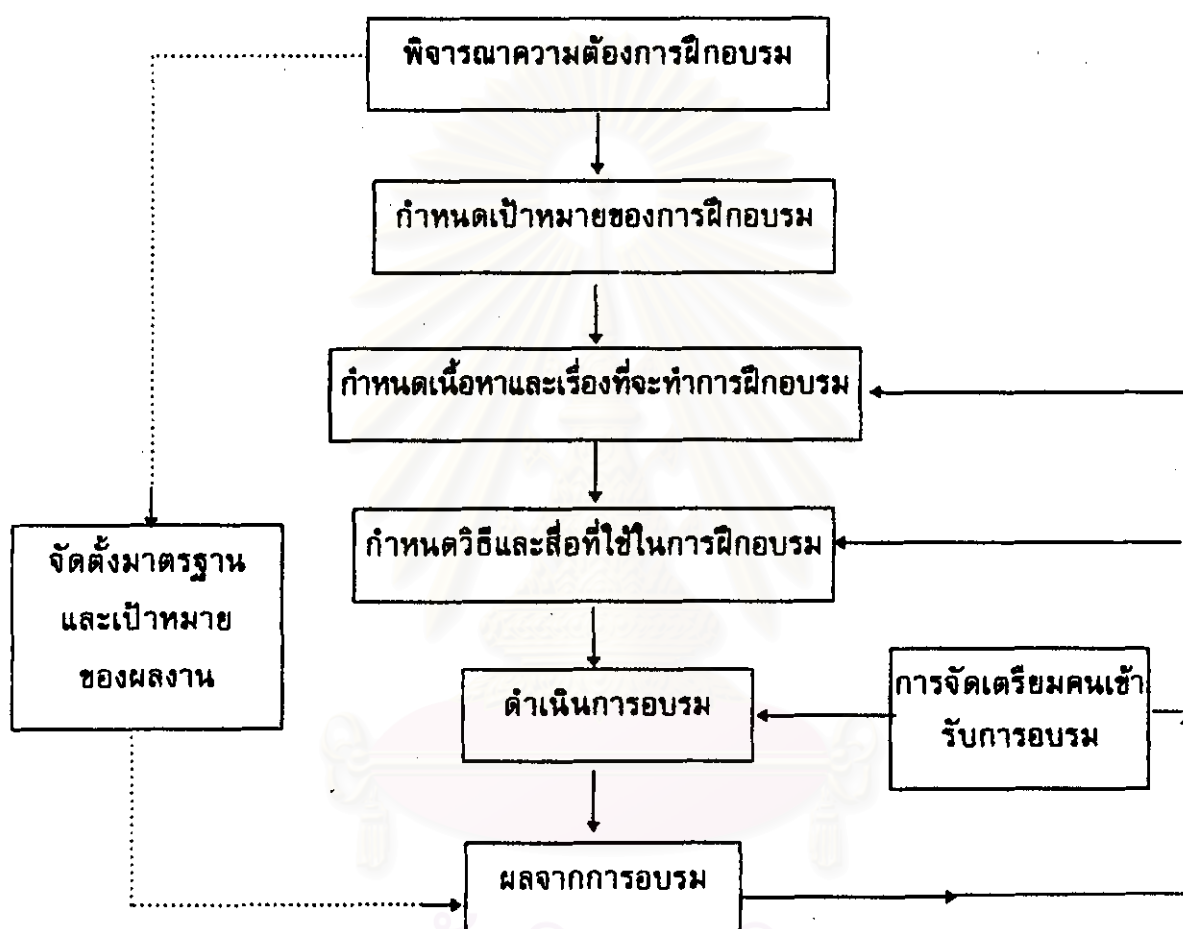 พิจารณาความต้องการฝึกอบรม
กำหนดเป้าหมายของการฝึกอบรม
กำหนดเนื้อหาและเรื่องที่จะทำการฝึกอบรม
กำหนดวิธีและสื่อที่ใช้ในการฝึกอบรม
จัดตั้งมาตรฐาน
และเป้าหมาย
ของผลงาน
ดำเนินการอบรม
การจัดเตรียมคนเข้า
รับการอบรม
ผลจากการอบรม